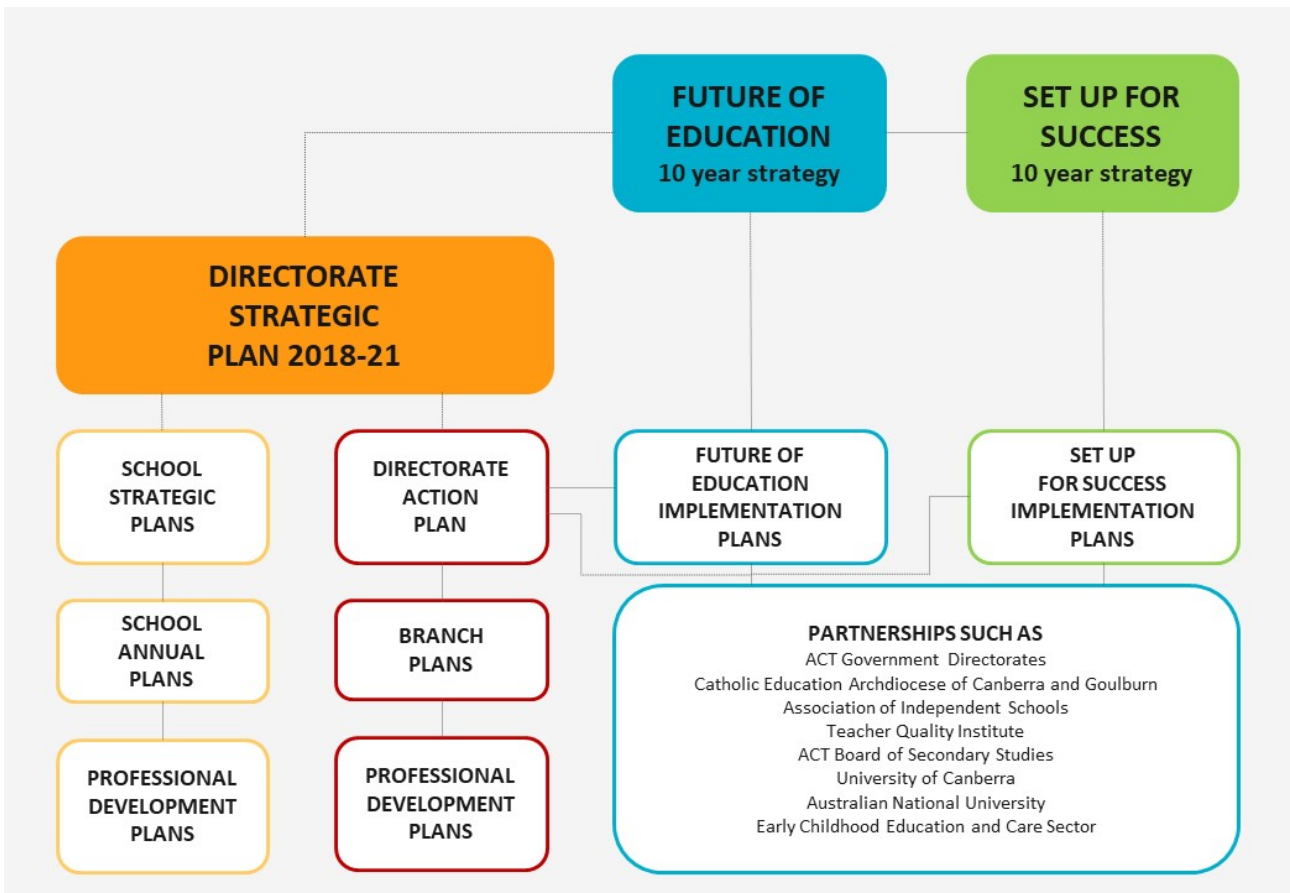 FUTURE OF
EDUCATION
10 year strategy
SET UP FOR
SUCCESS
10 year strategy
DIRECTORATE
STRATEGIC
PLAN 2018-21
SCHOOL
STRATEGIC
PLANS
DIRECTORATE
ACTION
PLAN
FUTURE OF
EDUCATION
IMPLEMENTATION
PLANS
SET UP
FOR SUCCESS
IMPLEMENTATION
PLANS
SCHOOL
ANNUAL
PLANS
BRANCH
PLANS
PARTNERSHIPS SUCH AS
ACT Government Directorates
Catholic Education Archdiocese of Canberra and Goulburn
Association of Independent Schools
Teacher Quality Institute
ACT Board of Secondary Studies
University of Canberra
Australian National University
Early Childhood Education and Care Sector
PROFESSIONAL
DEVELOPMENT
PLANS
PROFESSIONAL
DEVELOPMENT
PLANS